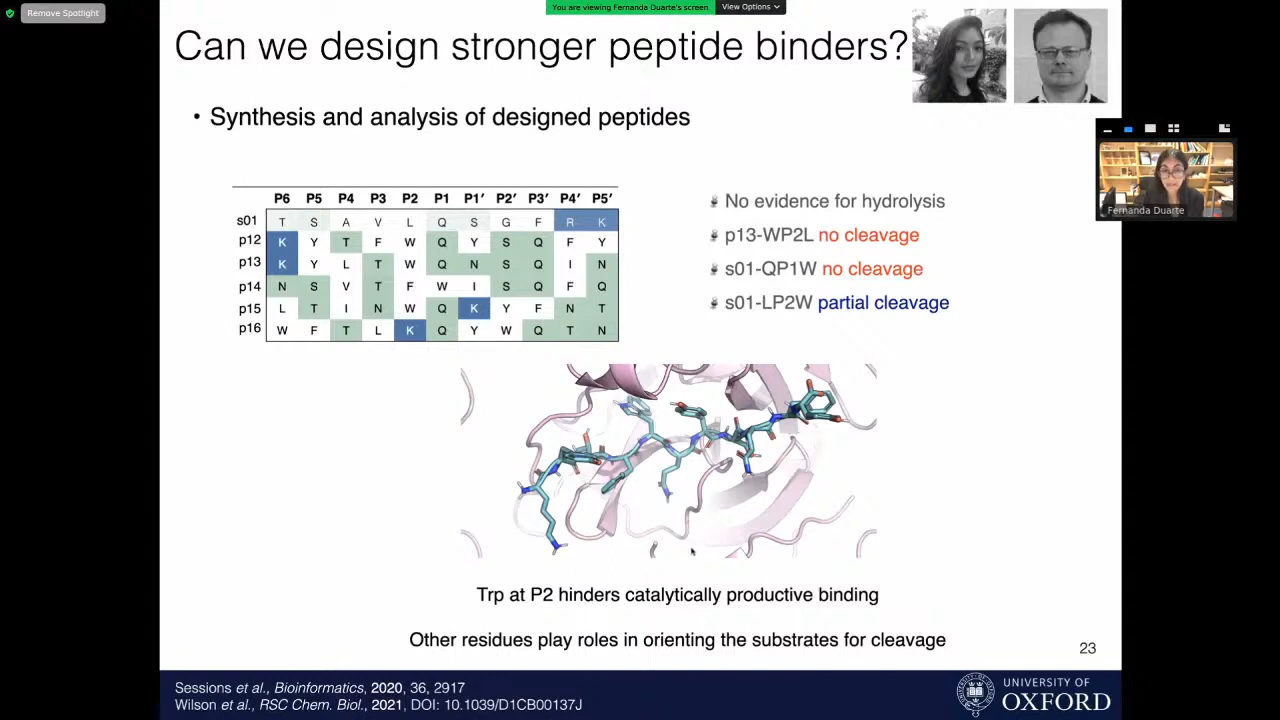 Remove Spotlight
You are viewing Fernanda Duarte's screen
View Options
Can we design stronger peptide binders?
• Synthesis and analysis of designed peptides
P6 P5 P4 P3 P2 P1 P1′ P2′ P3′ P4′ P5′
s01 T S A V L Q S G F R K
p12 K Y T F W Q Y S Q F Y
p13 K Y L T W Q N S Q I N
p14 N S V T F W I S Q F Q
p15 L T I N W Q K Y F N T
p16 W F T L K Q Y W Q T N
No evidence for hydrolysis
p13-WP2L no cleavage
s01-QP1W no cleavage
s01-LP2W partial cleavage
Fernanda Duarte
Trp at P2 hinders catalytically productive binding
Other residues play roles in orienting the substrates for cleavage
23
Sessions et al., Bioinformatics, 2020, 36, 2917
Wilson et al., RSC Chem. Biol., 2021, DOI: 10.1039/D1CB00137J
UNIVERSITY OF
OXFORD